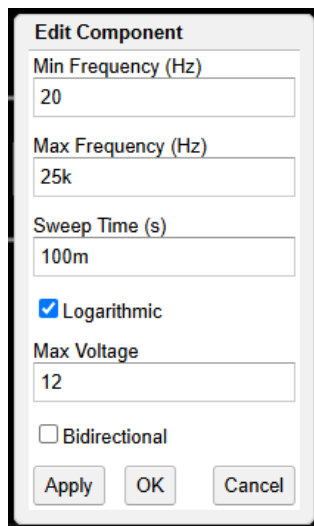 Edit Component
Min Frequency (Hz)
20
Max Frequency (Hz)
25k
Sweep Time (s)
100m
Logarithmic
Max Voltage
12
Bidirectional
Apply OK Cancel